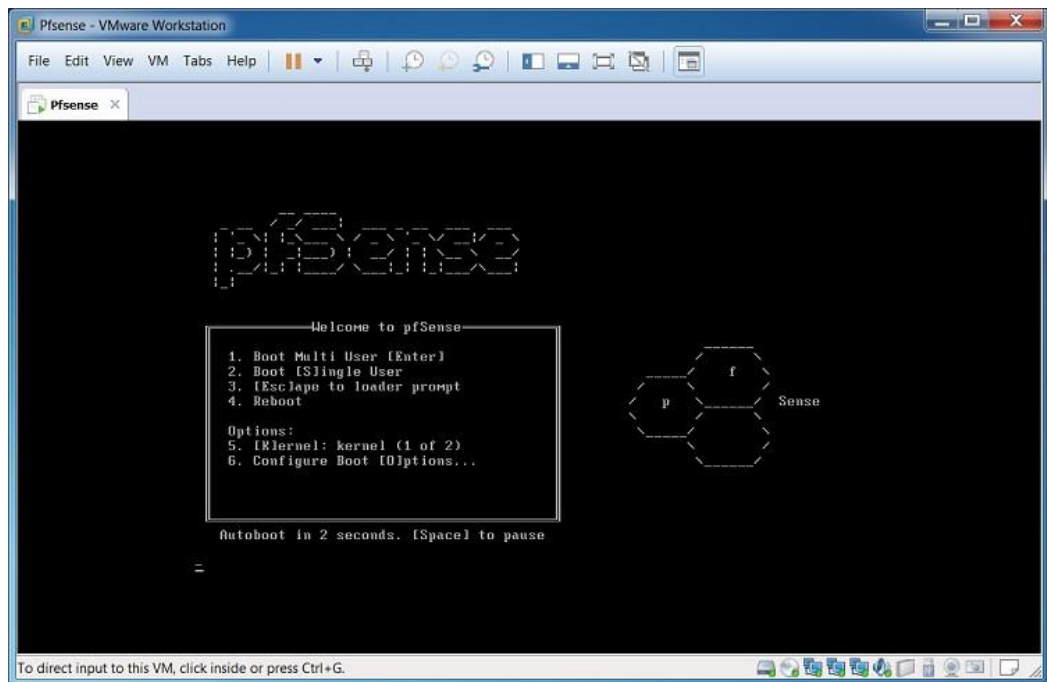 Pfsense - VMware Workstation
File Edit View VM Tabs Help
Pfsense
pfSense
Welcome to pfSense
1. Boot Multi User [Enter]
2. Boot [S]ingle User
3. [Esc]ape to loader prompt
4. Reboot
Options:
5. [K]ernel: kernel (1 of 2)
6. Configure Boot [O]ptions...
f
p Sense
Autoboot in 2 seconds. [Space] to pause
To direct input to this VM, click inside or press Ctrl+G.